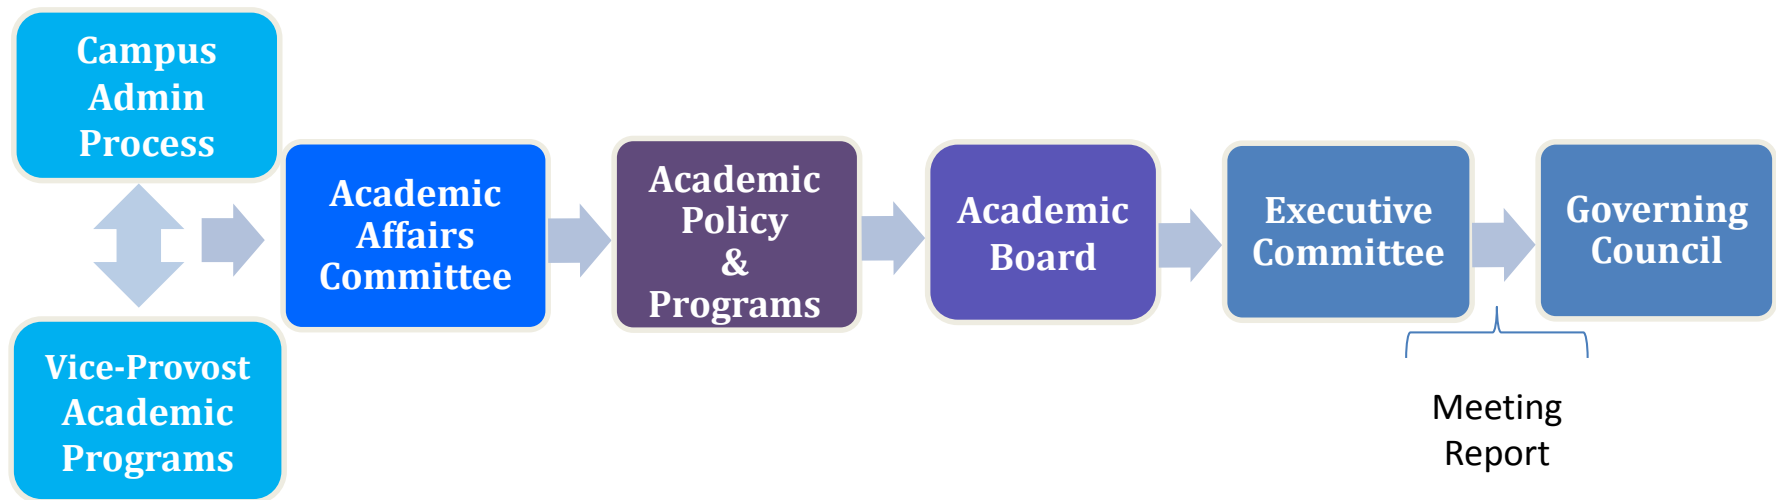 Campus
Admin
Process
Vice-Provost
Academic
Programs
Academic
Affairs
Committee
Academic
Policy
&
Programs
Academic
Board
Executive
Committee
Governing
Council
Meeting
Report